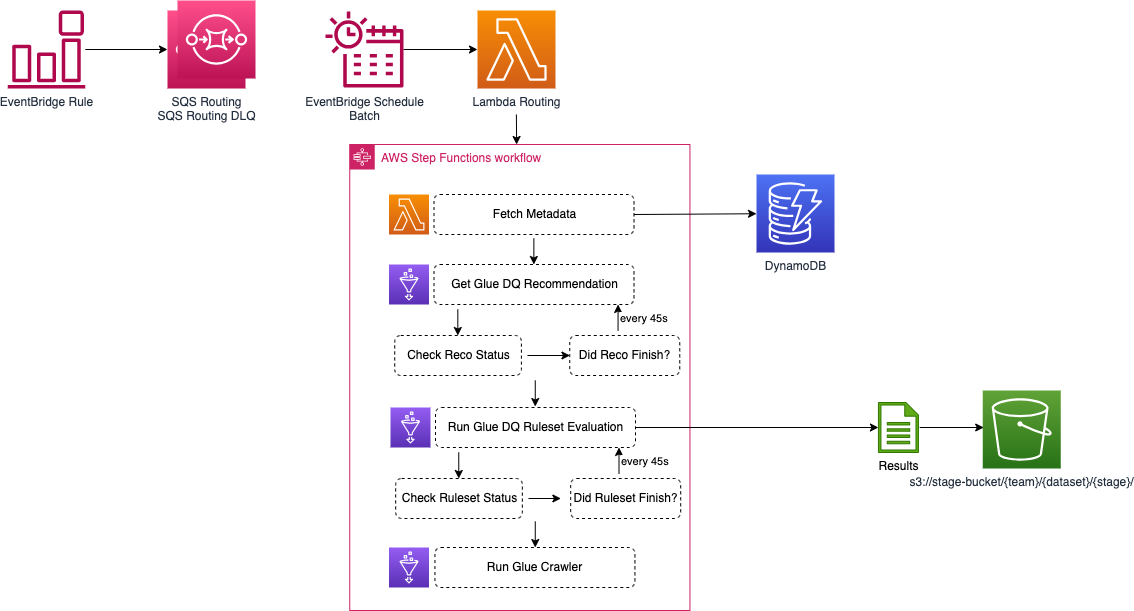 EventBridge Rule
SQS Routing
SQS Routing DLQ
EventBridge Schedule
Batch
Lambda Routing
AWS Step Functions workflow
Fetch Metadata
DynamoDB
Get Glue DQ Recommendation
every 45s
Check Reco Status
Did Reco Finish?
Run Glue DQ Ruleset Evaluation
Results
every 45s
s3://stage-bucket/{team}/{dataset}/{stage}/
Check Ruleset Status
Did Ruleset Finish?
Run Glue Crawler